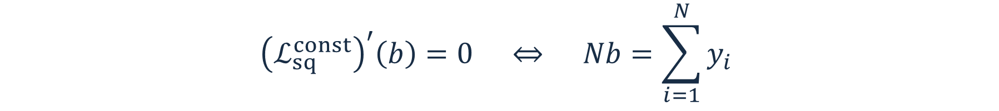 (ℒ_sq^const)′(b) = 0 ⇔ Nb = ∑_{i=1}^{N} y_i